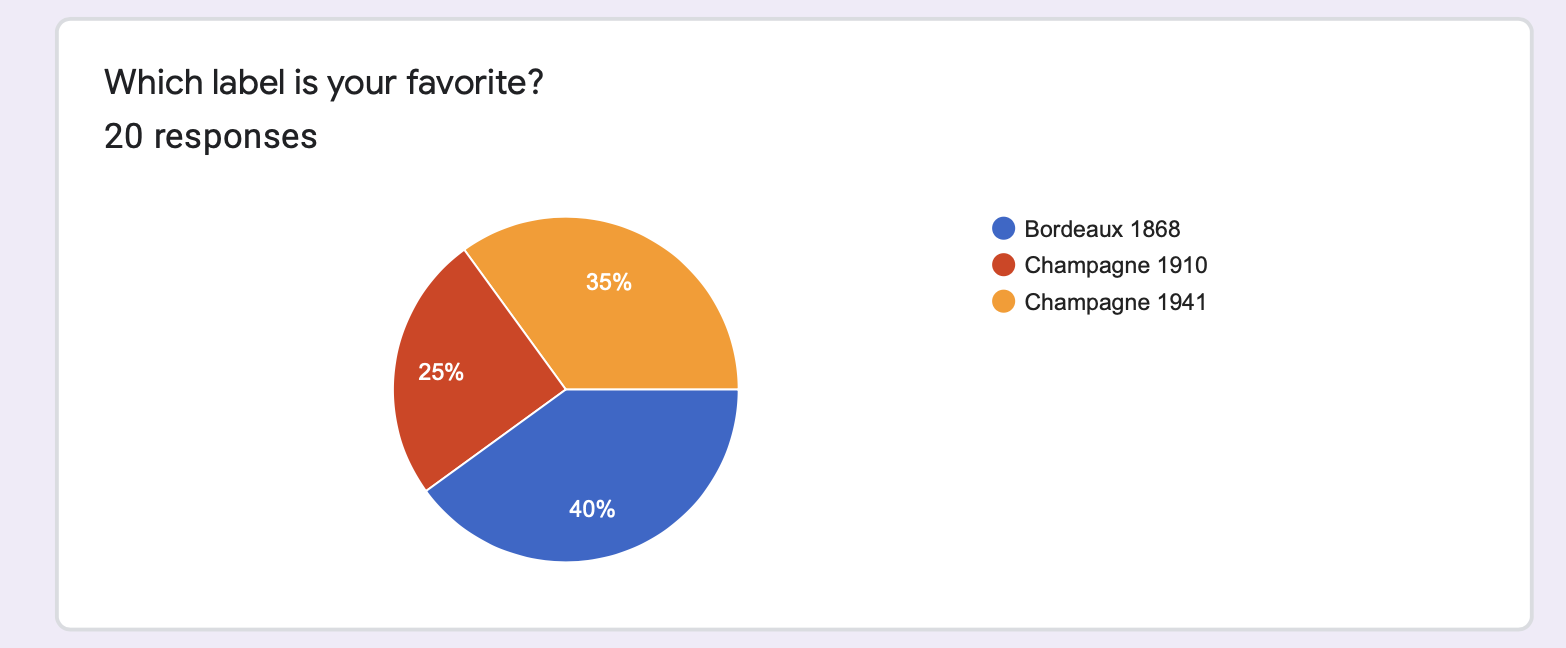 Which label is your favorite?
20 responses
35%
25%
40%
Bordeaux 1868
Champagne 1910
Champagne 1941